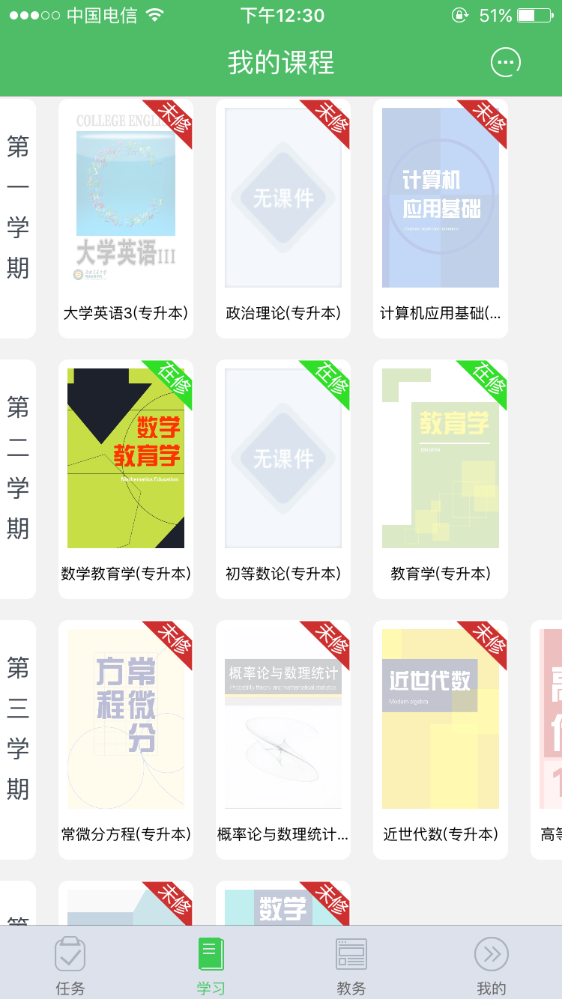 中国电信 下午12:30 51%
我的课程
第一学期
未修
COLLEGE ENGLISH
大学英语III
大学英语3(专升本)
未修
无课件
政治理论(专升本)
未修
计算机
应用基础
计算机应用基础(...
第二学期
在修
数学
教育学
Mathematics Education
数学教育学(专升本)
在修
无课件
初等数论(专升本)
在修
教育学
Education
教育学(专升本)
第三学期
未修
常微分
方程
常微分方程(专升本)
未修
概率论与数理统计
Probability theory and mathematical statistics
概率论与数理统计...
未修
近世代数
Modern algebra
近世代数(专升本)
高等
未修
未修
数学
任务 学习 教务 我的